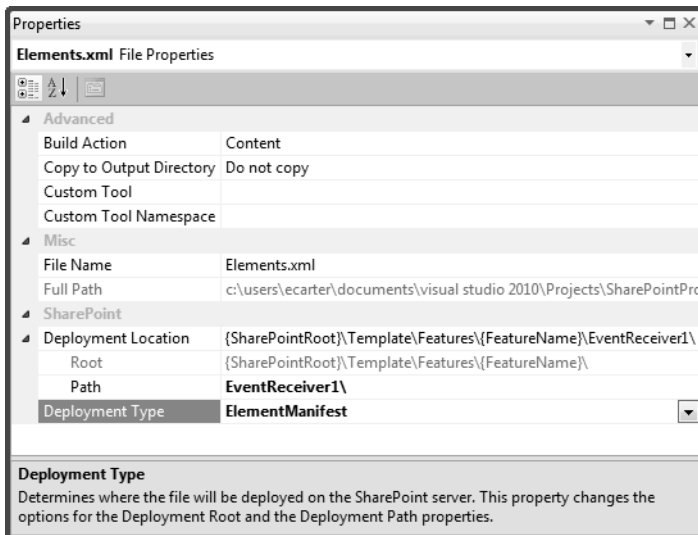 Properties
Elements.xml File Properties
Advanced
Build Action Content
Copy to Output Directory Do not copy
Custom Tool
Custom Tool Namespace
Misc
File Name Elements.xml
Full Path c:\users\ecarter\documents\visual studio 2010\Projects\SharePointPro
SharePoint
Deployment Location {SharePointRoot}\Template\Features\{FeatureName}\EventReceiver1\
Root {SharePointRoot}\Template\Features\{FeatureName}\
Path EventReceiver1\
Deployment Type ElementManifest
Deployment Type
Determines where the file will be deployed on the SharePoint server. This property changes the
options for the Deployment Root and the Deployment Path properties.